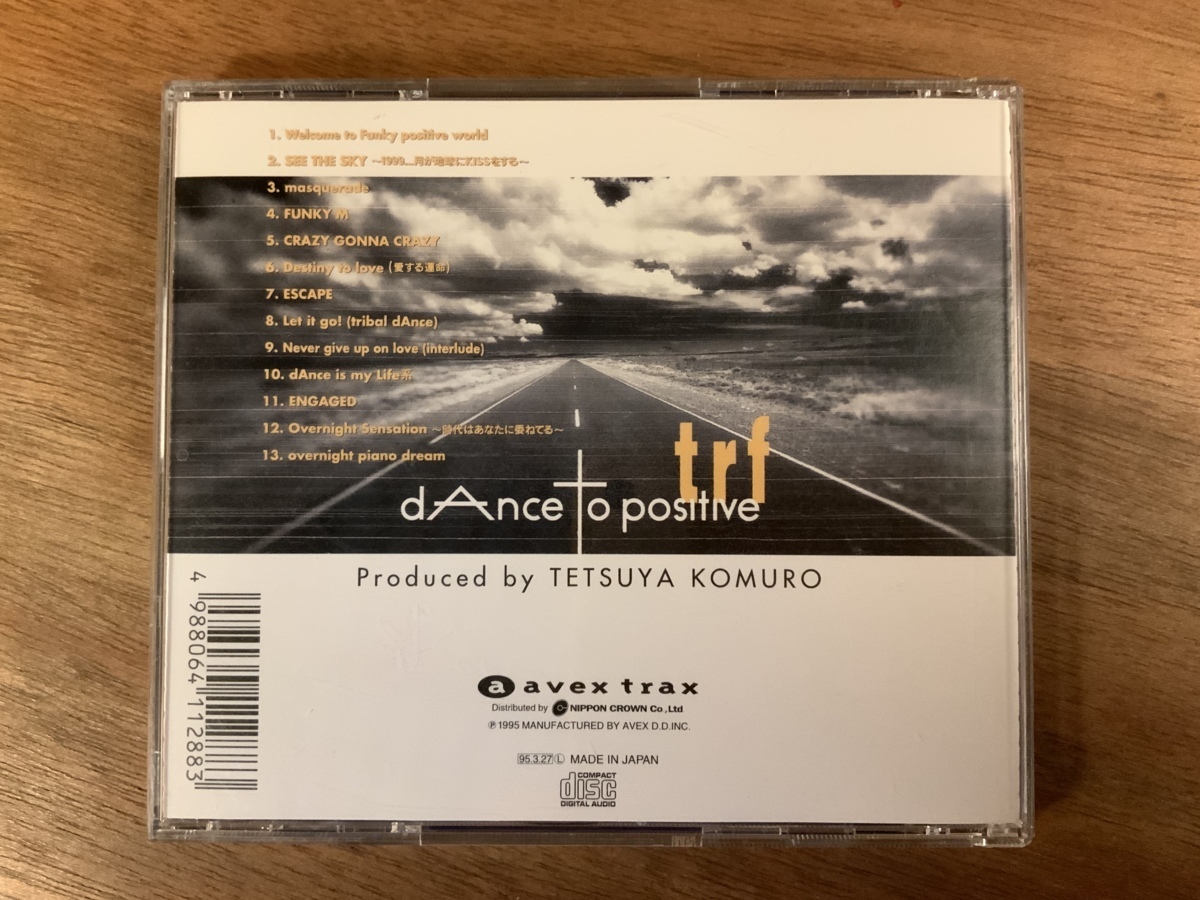 1. Welcome to Funky positive world
2. SEE THE SKY ～1999...月が地球にKISSをする～
3. masquerade
4. FUNKY M
5. CRAZY GONNA CRAZY
6. Destiny to love (愛する運命)
7. ESCAPE
8. Let it go! (tribal dAnce)
9. Never give up on love (interlude)
10. dAnce is my Life系
11. ENGAGED
12. Overnight Sensation ～時代はあなたに委ねてる～
13. overnight piano dream
trf
dAnce to positive
Produced by TETSUYA KOMURO
4 988064 112883
a avex trax
Distributed by NIPPON CROWN Co.,Ltd
℗ 1995 MANUFACTURED BY AVEX D.D.INC.
95.3.27 Ⓛ MADE IN JAPAN
COMPACT
disc
DIGITAL AUDIO